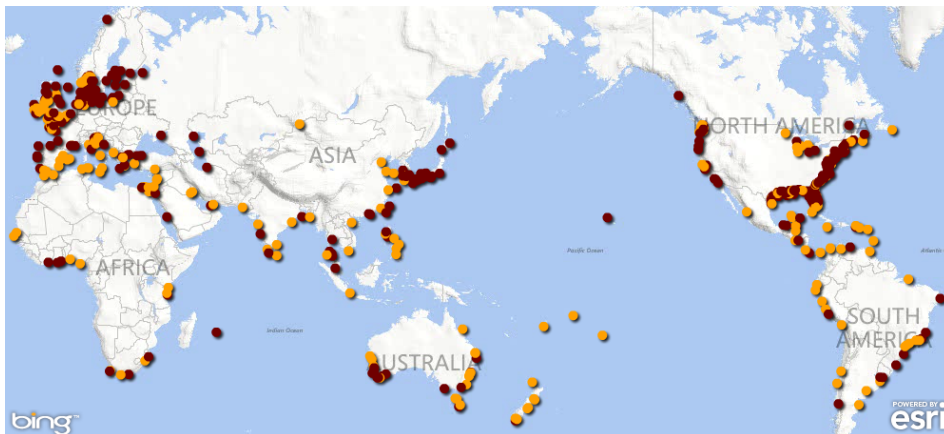 EUROPE
NORTH AMERICA
ASIA
Pacific Ocean
AFRICA
SOUTH
AMERICA
Indian Ocean
AUSTRALIA
bing
POWERED BY
esri